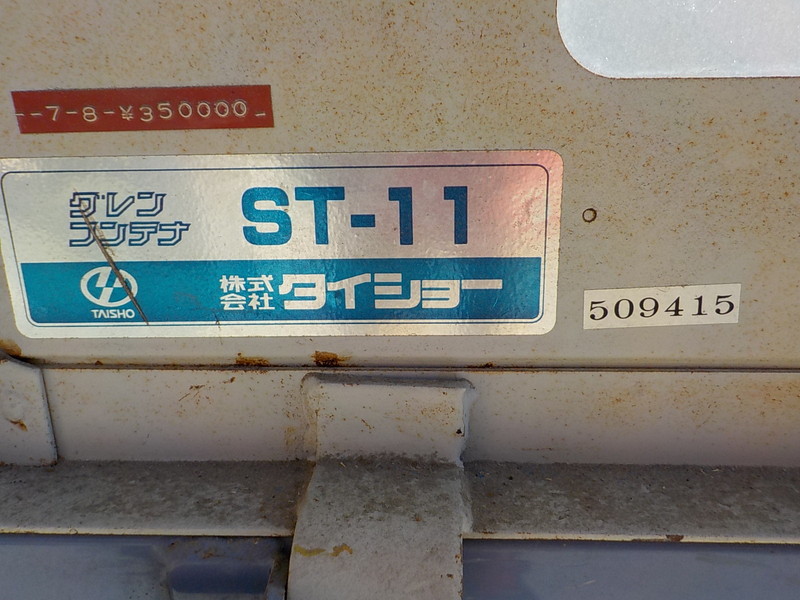 --7-8-¥350000_
グレン
コンテナ
ST-11
TAISHO
株式
会社
タイショー
509415